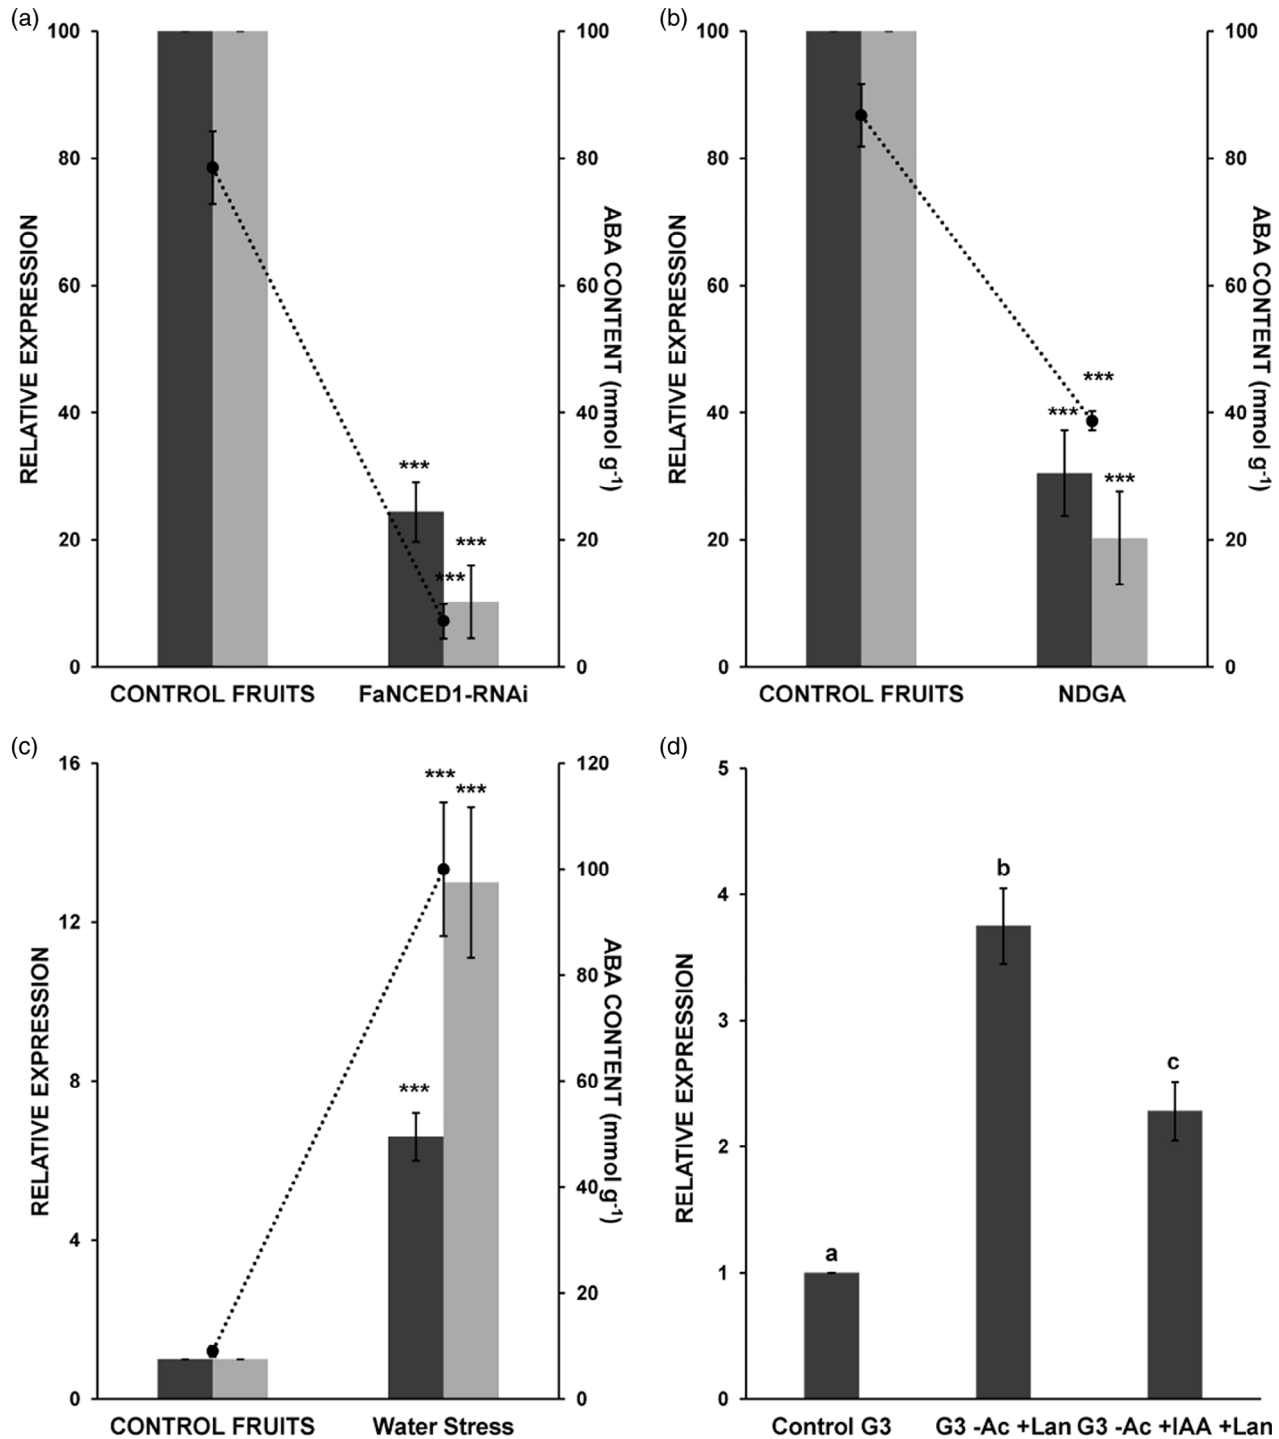 (a)
100
80
60
40
20
0
RELATIVE EXPRESSION
***
***
***
100
80
60
40
20
0
ABA CONTENT (mmol g⁻¹)
CONTROL FRUITS
FaNCED1-RNAi
(b)
100
80
60
40
20
0
RELATIVE EXPRESSION
***
***
***
100
80
60
40
20
0
ABA CONTENT (mmol g⁻¹)
CONTROL FRUITS
NDGA
(c)
16
12
8
4
0
RELATIVE EXPRESSION
***
***
***
120
100
80
60
40
20
0
ABA CONTENT (mmol g⁻¹)
CONTROL FRUITS
Water Stress
(d)
5
4
3
2
1
0
RELATIVE EXPRESSION
a
b
c
Control G3
G3 -Ac +Lan
G3 -Ac +IAA +Lan